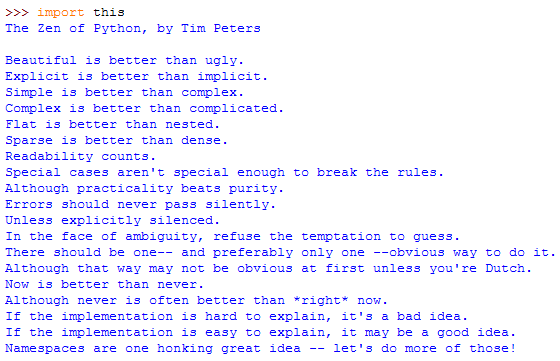 >>> import this
The Zen of Python, by Tim Peters

Beautiful is better than ugly.
Explicit is better than implicit.
Simple is better than complex.
Complex is better than complicated.
Flat is better than nested.
Sparse is better than dense.
Readability counts.
Special cases aren't special enough to break the rules.
Although practicality beats purity.
Errors should never pass silently.
Unless explicitly silenced.
In the face of ambiguity, refuse the temptation to guess.
There should be one-- and preferably only one --obvious way to do it.
Although that way may not be obvious at first unless you're Dutch.
Now is better than never.
Although never is often better than *right* now.
If the implementation is hard to explain, it's a bad idea.
If the implementation is easy to explain, it may be a good idea.
Namespaces are one honking great idea -- let's do more of those!